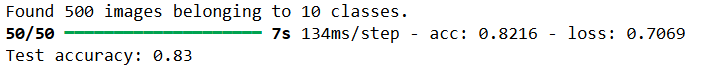 Found 500 images belonging to 10 classes.
50/50 ━━━━━━━━━━━━━━━━━━━━ 7s 134ms/step - acc: 0.8216 - loss: 0.7069
Test accuracy: 0.83